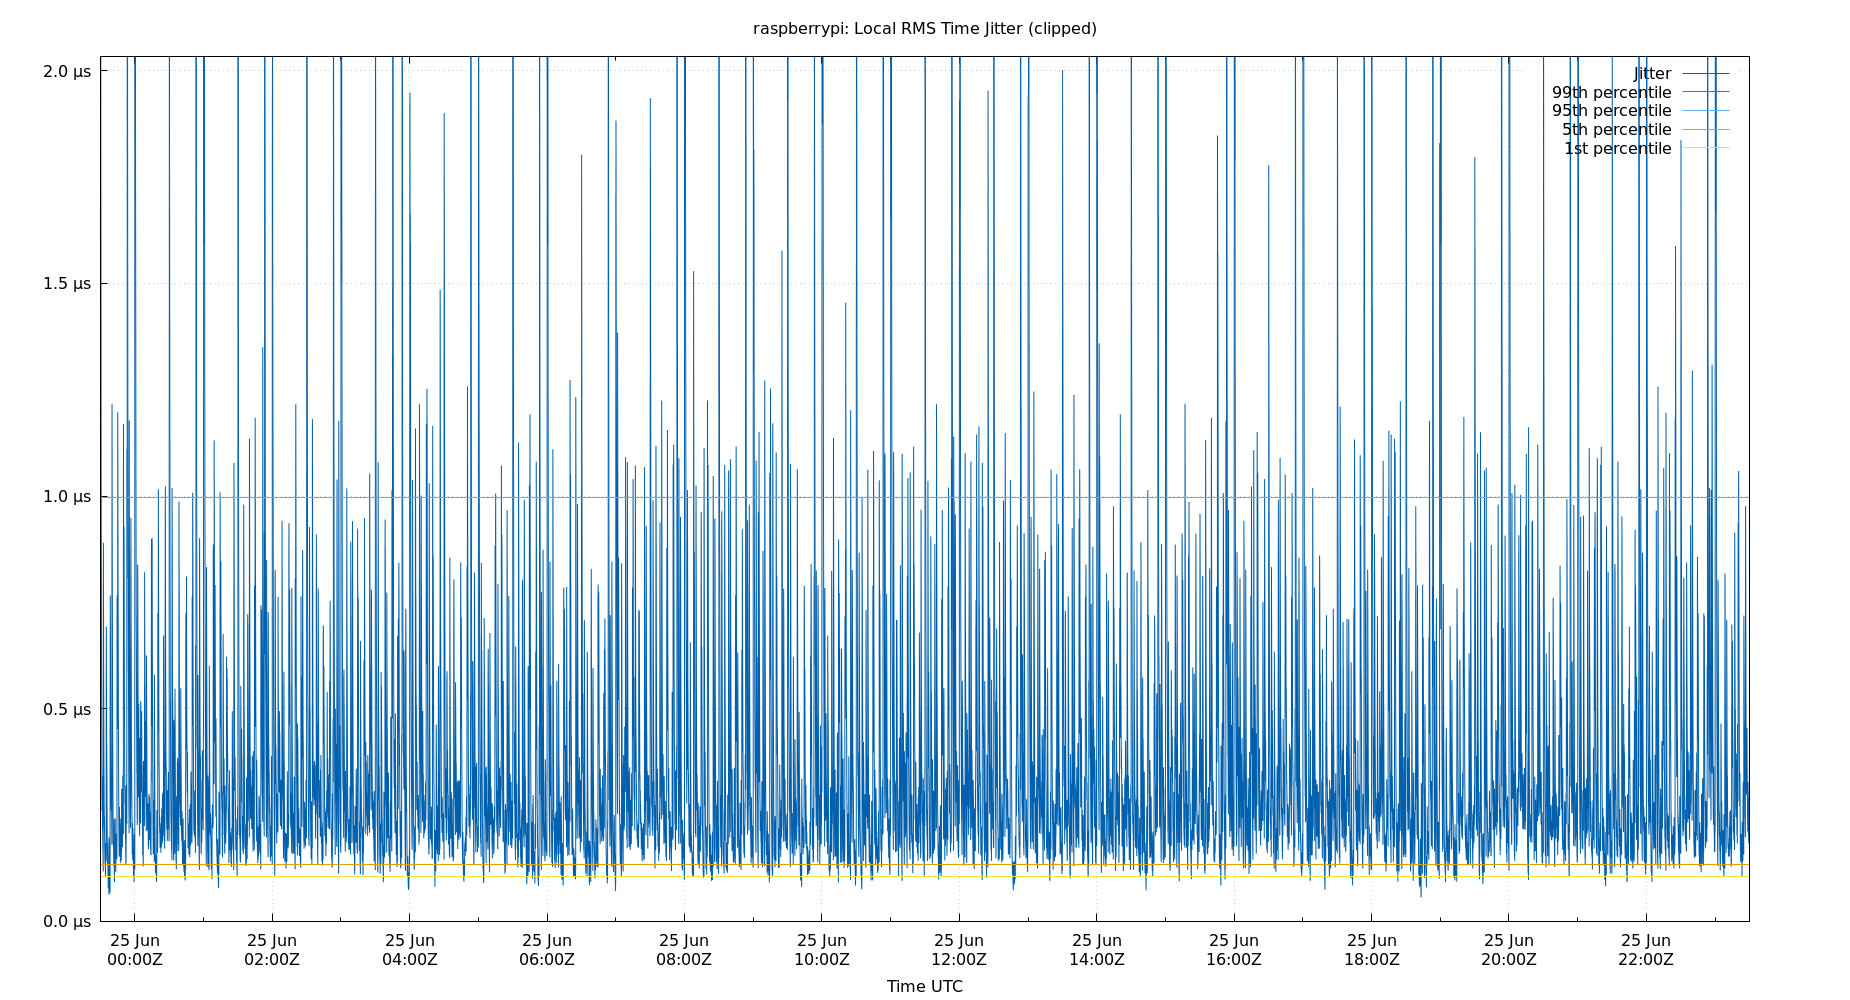 raspberrypi: Local RMS Time Jitter (clipped)
2.0 μs
1.5 μs
1.0 μs
0.5 μs
0.0 μs
Jitter
99th percentile
95th percentile
5th percentile
1st percentile
25 Jun 25 Jun 25 Jun 25 Jun 25 Jun 25 Jun 25 Jun 25 Jun 25 Jun 25 Jun 25 Jun 25 Jun
00:00Z 02:00Z 04:00Z 06:00Z 08:00Z 10:00Z 12:00Z 14:00Z 16:00Z 18:00Z 20:00Z 22:00Z
Time UTC